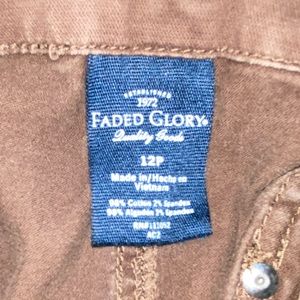 ESTABLISHED
1972
FADED GLORY®
Quality Goods
12P
Made in/Hecho en
Vietnam
98% Cotton 2% Spandex
98% Algodón 2% Spandex